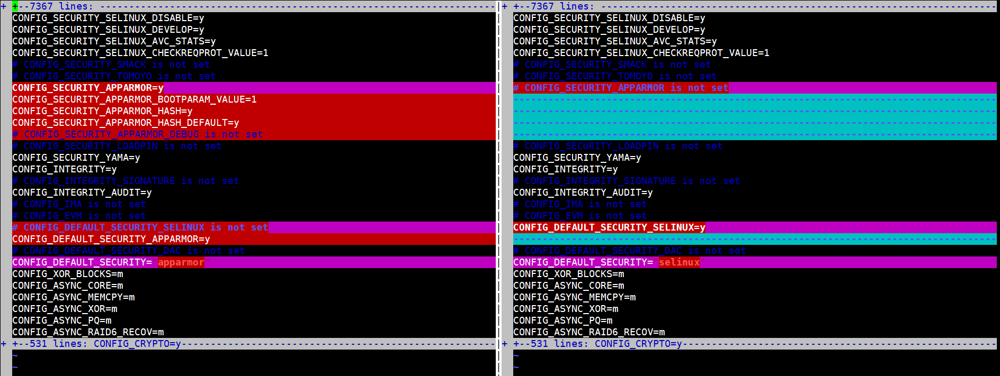 + +--7367 lines: ------------------------------------------------------------------
CONFIG_SECURITY_SELINUX_DISABLE=y
CONFIG_SECURITY_SELINUX_DEVELOP=y
CONFIG_SECURITY_SELINUX_AVC_STATS=y
CONFIG_SECURITY_SELINUX_CHECKREQPROT_VALUE=1
# CONFIG_SECURITY_SMACK is not set
# CONFIG_SECURITY_TOMOYO is not set
CONFIG_SECURITY_APPARMOR=y
CONFIG_SECURITY_APPARMOR_BOOTPARAM_VALUE=1
CONFIG_SECURITY_APPARMOR_HASH=y
CONFIG_SECURITY_APPARMOR_HASH_DEFAULT=y
# CONFIG_SECURITY_APPARMOR_DEBUG is not set
# CONFIG_SECURITY_LOADPIN is not set
CONFIG_SECURITY_YAMA=y
CONFIG_INTEGRITY=y
# CONFIG_INTEGRITY_SIGNATURE is not set
CONFIG_INTEGRITY_AUDIT=y
# CONFIG_IMA is not set
# CONFIG_EVM is not set
# CONFIG_DEFAULT_SECURITY_SELINUX is not set
CONFIG_DEFAULT_SECURITY_APPARMOR=y
# CONFIG_DEFAULT_SECURITY_DAC is not set
CONFIG_DEFAULT_SECURITY="apparmor"
CONFIG_XOR_BLOCKS=m
CONFIG_ASYNC_CORE=m
CONFIG_ASYNC_MEMCPY=m
CONFIG_ASYNC_XOR=m
CONFIG_ASYNC_PQ=m
CONFIG_ASYNC_RAID6_RECOV=m
+ +--531 lines: CONFIG_CRYPTO=y------------------------------------------------------
~
~
+ +--7367 lines: ------------------------------------------------------------------
CONFIG_SECURITY_SELINUX_DISABLE=y
CONFIG_SECURITY_SELINUX_DEVELOP=y
CONFIG_SECURITY_SELINUX_AVC_STATS=y
CONFIG_SECURITY_SELINUX_CHECKREQPROT_VALUE=1
# CONFIG_SECURITY_SMACK is not set
# CONFIG_SECURITY_TOMOYO is not set
# CONFIG_SECURITY_APPARMOR is not set
-----------------------------------------------------------------------------------
-----------------------------------------------------------------------------------
-----------------------------------------------------------------------------------
-----------------------------------------------------------------------------------
# CONFIG_SECURITY_LOADPIN is not set
CONFIG_SECURITY_YAMA=y
CONFIG_INTEGRITY=y
# CONFIG_INTEGRITY_SIGNATURE is not set
CONFIG_INTEGRITY_AUDIT=y
# CONFIG_IMA is not set
# CONFIG_EVM is not set
CONFIG_DEFAULT_SECURITY_SELINUX=y
-----------------------------------------------------------------------------------
# CONFIG_DEFAULT_SECURITY_DAC is not set
CONFIG_DEFAULT_SECURITY="selinux"
CONFIG_XOR_BLOCKS=m
CONFIG_ASYNC_CORE=m
CONFIG_ASYNC_MEMCPY=m
CONFIG_ASYNC_XOR=m
CONFIG_ASYNC_PQ=m
CONFIG_ASYNC_RAID6_RECOV=m
+ +--531 lines: CONFIG_CRYPTO=y------------------------------------------------------
~
~